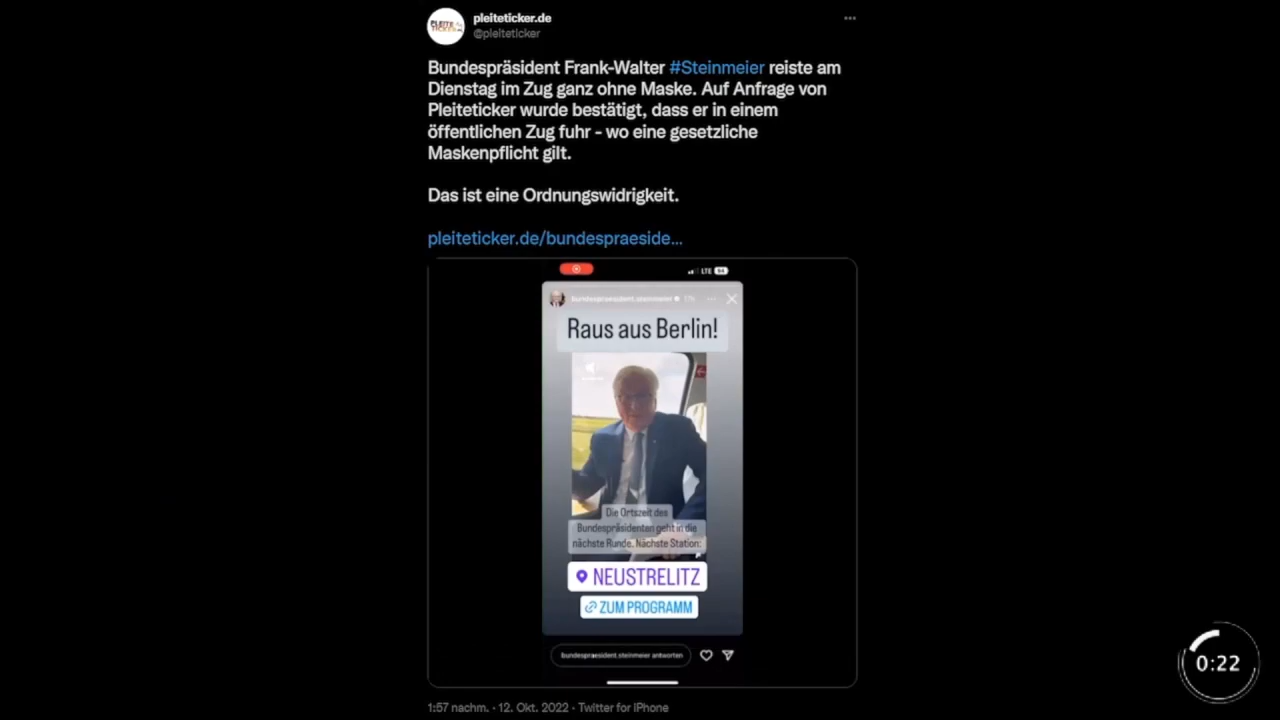 pleiteticker.de
@pleiteticker
Bundespräsident Frank-Walter #Steinmeier reiste am
Dienstag im Zug ganz ohne Maske. Auf Anfrage von
Pleiteticker wurde bestätigt, dass er in einem
öffentlichen Zug fuhr - wo eine gesetzliche
Maskenpflicht gilt.
Das ist eine Ordnungswidrigkeit.
pleiteticker.de/bundespraeside...
LTE 94
bundespraesident.steinmeier 17h
Raus aus Berlin!
Die Ortszeit des
Bundespräsidenten geht in die
nächste Runde. Nächste Station:
NEUSTRELITZ
ZUM PROGRAMM
bundespraesident.steinmeier antworten
1:57 nachm. · 12. Okt. 2022 · Twitter for iPhone
0:22